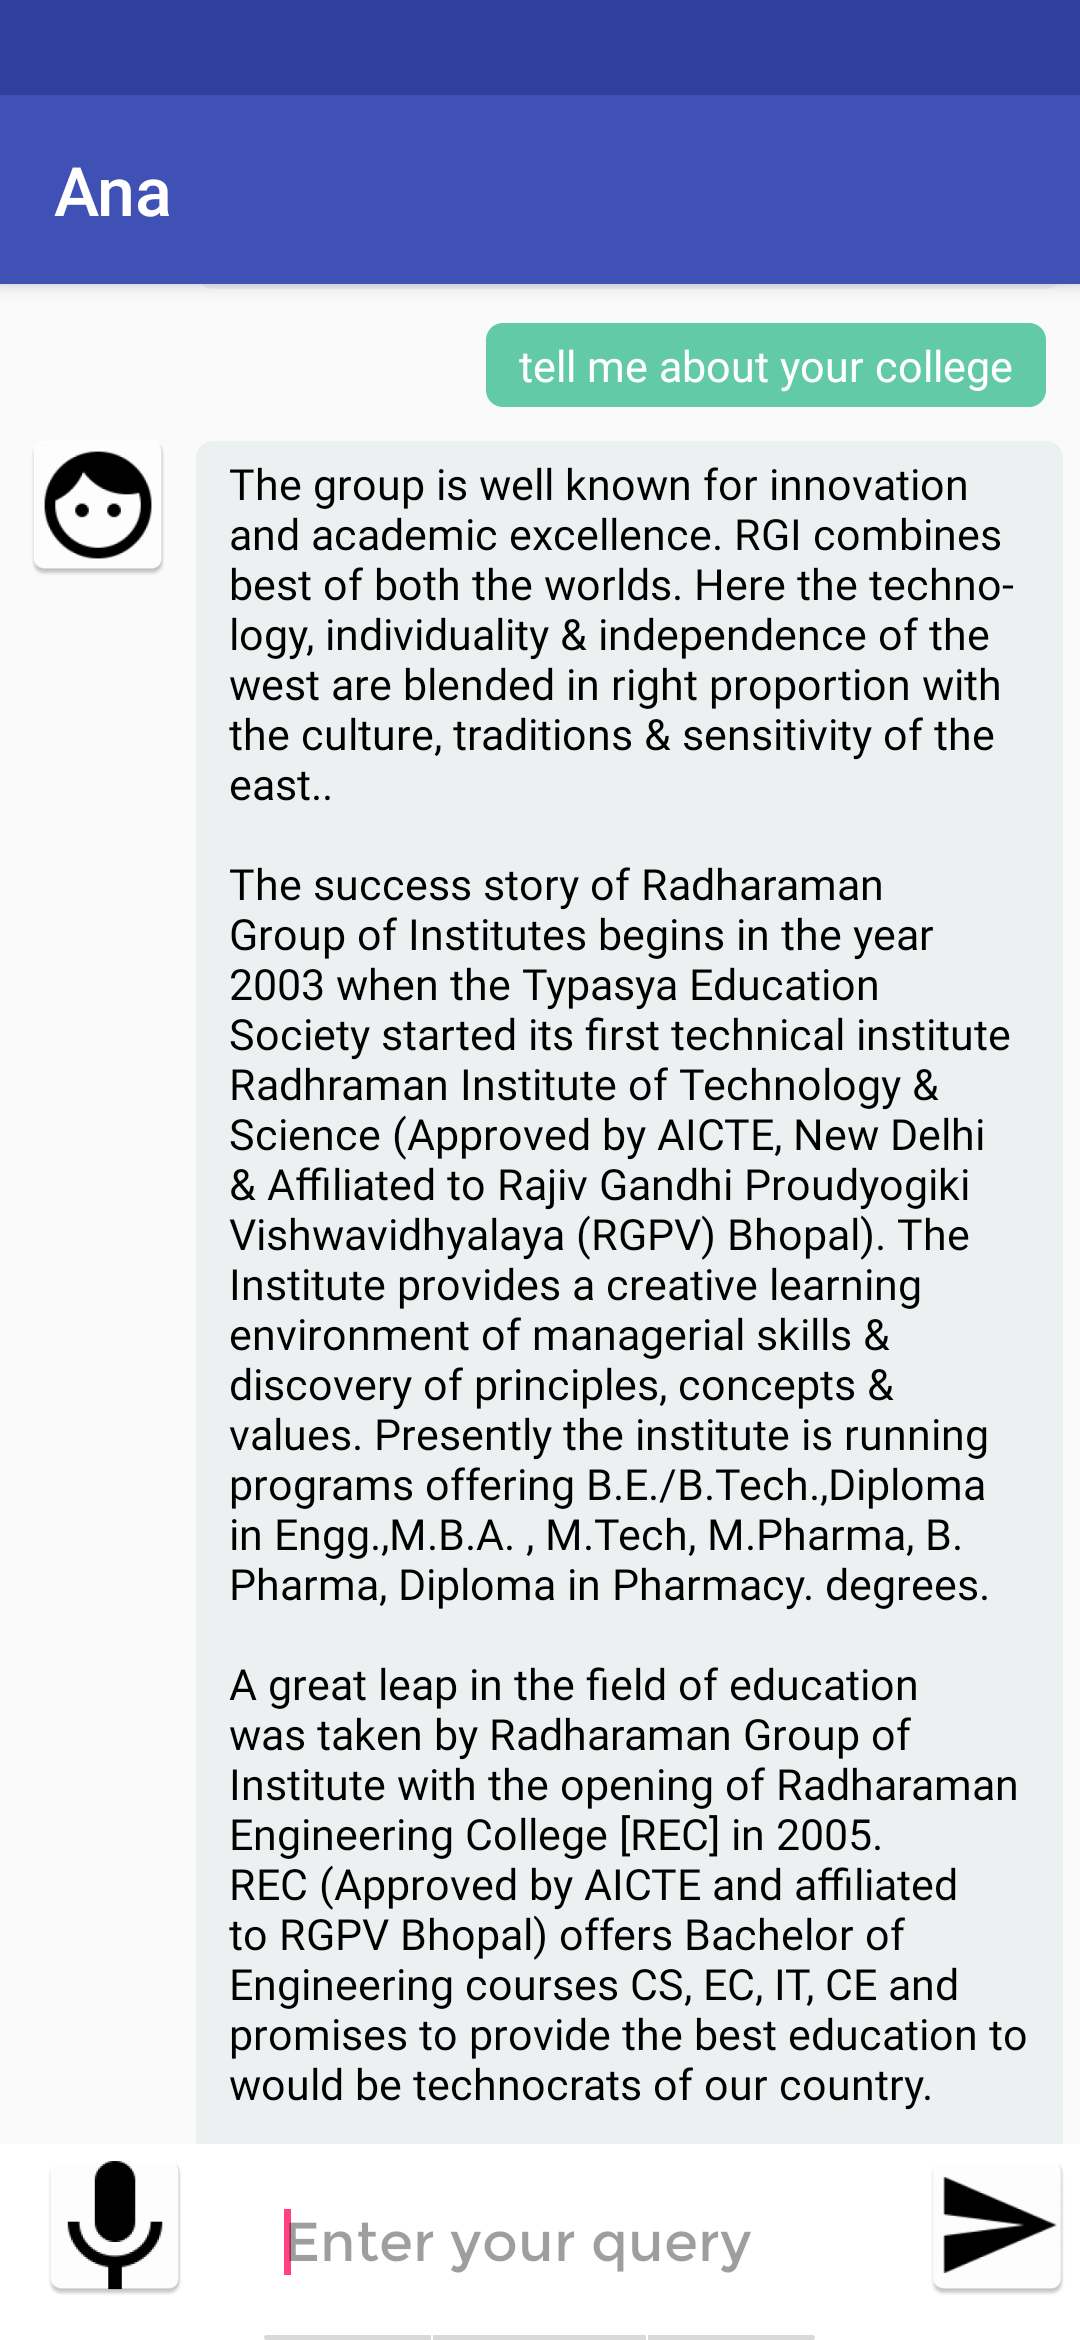 Ana
tell me about your college
The group is well known for innovation
and academic excellence. RGI combines
best of both the worlds. Here the techno-
logy, individuality & independence of the
west are blended in right proportion with
the culture, traditions & sensitivity of the
east..
The success story of Radharaman
Group of Institutes begins in the year
2003 when the Typasya Education
Society started its first technical institute
Radhraman Institute of Technology &
Science (Approved by AICTE, New Delhi
& Affiliated to Rajiv Gandhi Proudyogiki
Vishwavidhyalaya (RGPV) Bhopal). The
Institute provides a creative learning
environment of managerial skills &
discovery of principles, concepts &
values. Presently the institute is running
programs offering B.E./B.Tech.,Diploma
in Engg.,M.B.A. , M.Tech, M.Pharma, B.
Pharma, Diploma in Pharmacy. degrees.
A great leap in the field of education
was taken by Radharaman Group of
Institute with the opening of Radharaman
Engineering College [REC] in 2005.
REC (Approved by AICTE and affiliated
to RGPV Bhopal) offers Bachelor of
Engineering courses CS, EC, IT, CE and
promises to provide the best education to
would be technocrats of our country.
Enter your query